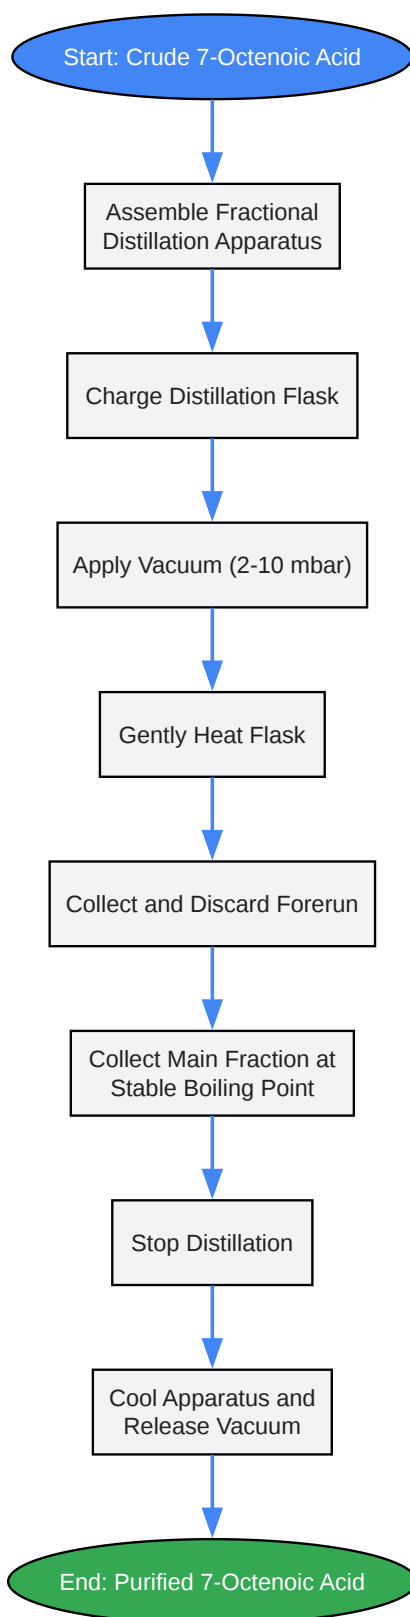 Start: Crude 7-Octenoic Acid
Assemble Fractional
Distillation Apparatus
Charge Distillation Flask
Apply Vacuum (2-10 mbar)
Gently Heat Flask
Collect and Discard Forerun
Collect Main Fraction at
Stable Boiling Point
Stop Distillation
Cool Apparatus and
Release Vacuum
End: Purified 7-Octenoic Acid